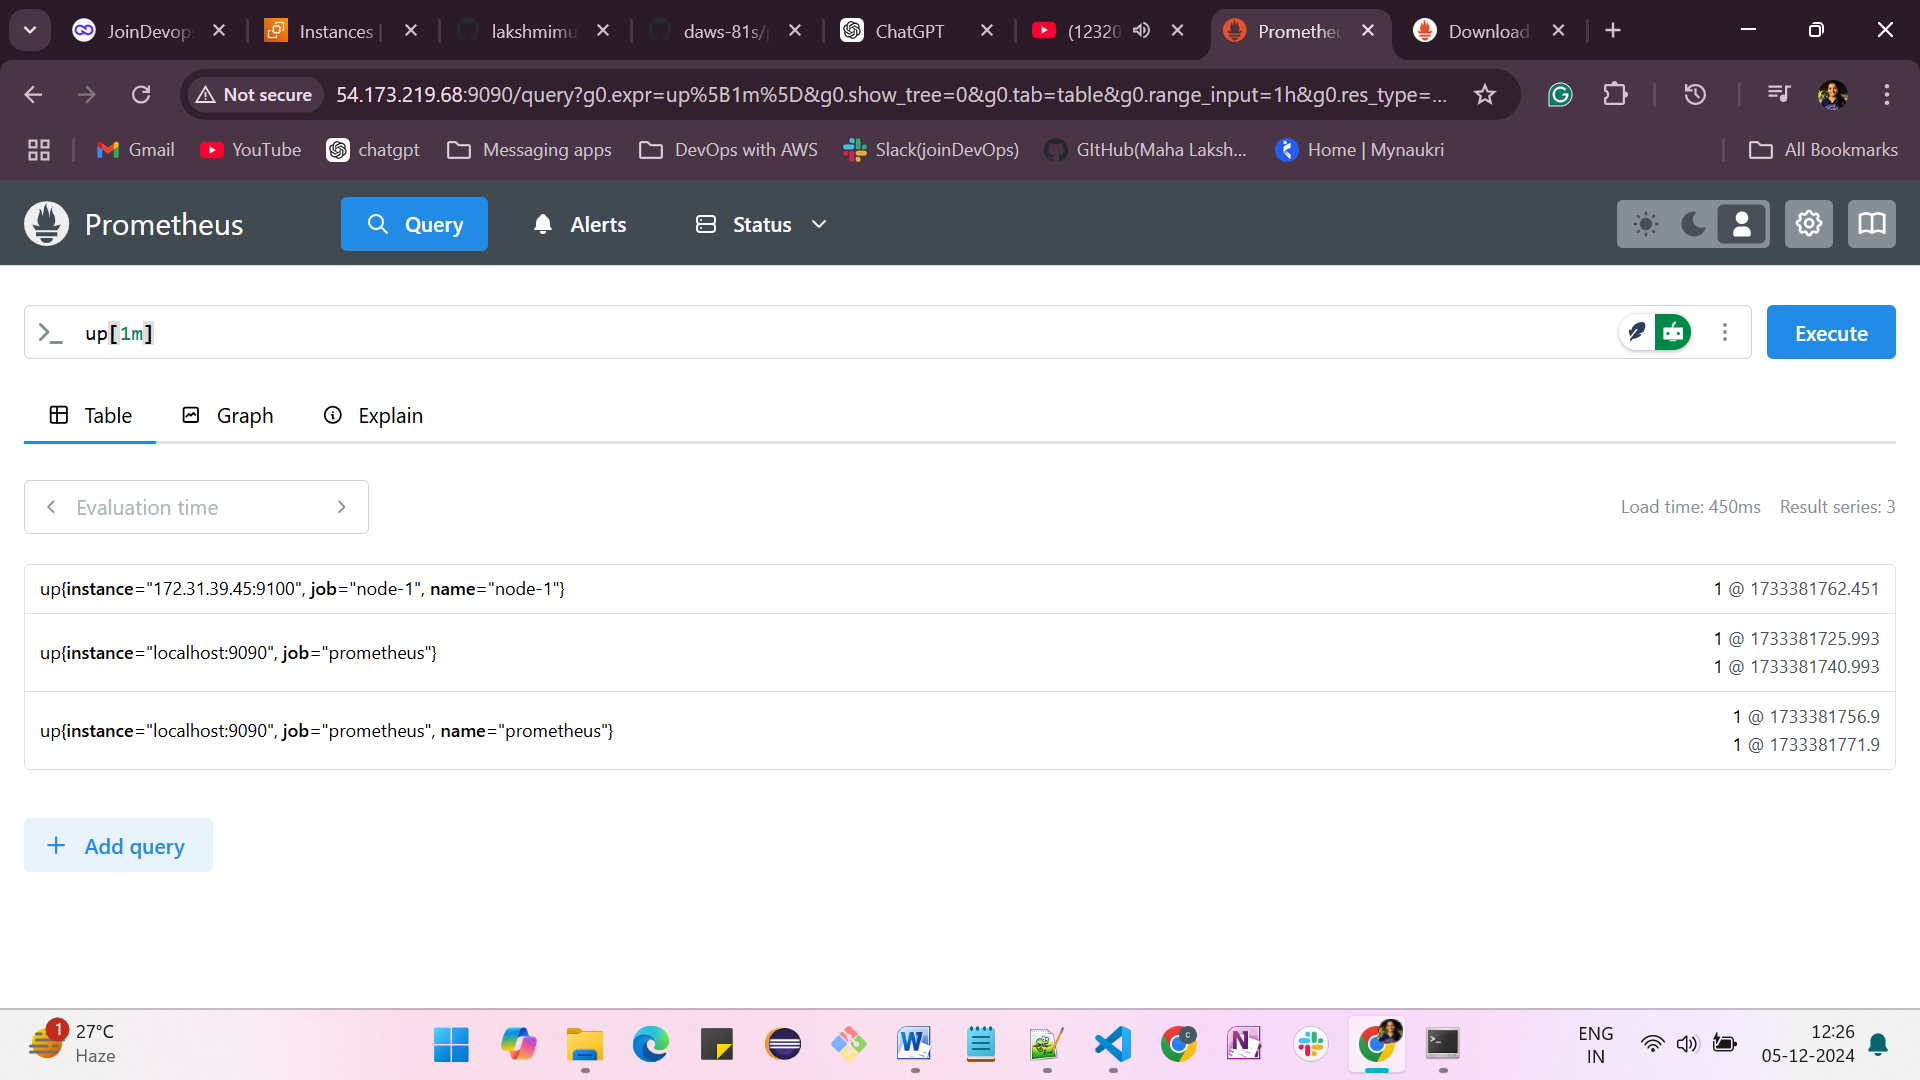 JoinDevop
Instances |
lakshmimu
daws-81s/p
ChatGPT
(12320
Prometheu
Download
Not secure
54.173.219.68:9090/query?g0.expr=up%5B1m%5D&g0.show_tree=0&g0.tab=table&g0.range_input=1h&g0.res_type=...
Gmail
YouTube
chatgpt
Messaging apps
DevOps with AWS
Slack(joinDevOps)
GItHub(Maha Laksh...
Home | Mynaukri
All Bookmarks
Prometheus
Query
Alerts
Status
up[1m]
Execute
Table
Graph
Explain
Evaluation time
Load time: 450ms Result series: 3
up{instance="172.31.39.45:9100", job="node-1", name="node-1"}
1 @ 1733381762.451
up{instance="localhost:9090", job="prometheus"}
1 @ 1733381725.993
1 @ 1733381740.993
up{instance="localhost:9090", job="prometheus", name="prometheus"}
1 @ 1733381756.9
1 @ 1733381771.9
+ Add query
1
27°C
Haze
ENG
IN
12:26
05-12-2024